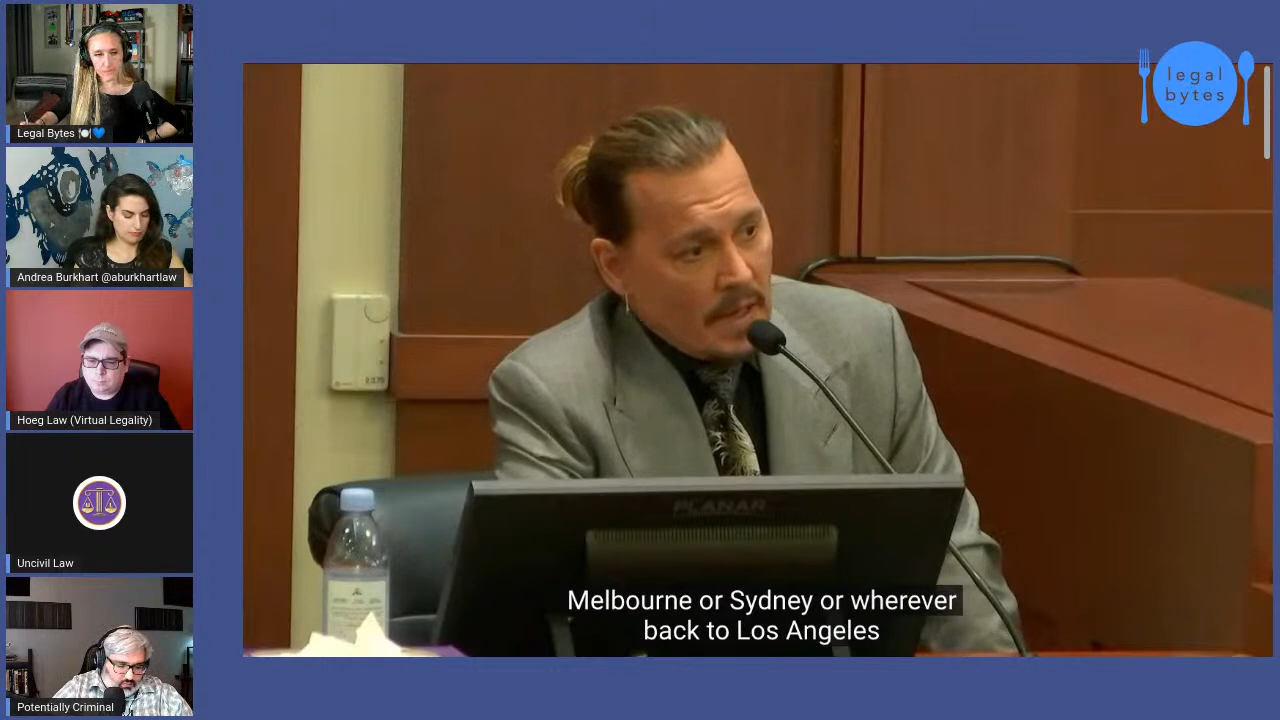 Legal Bytes 🍽️💙
Andrea Burkhart @aburkhartlaw
Hoeg Law (Virtual Legality)
Uncivil Law
Potentially Criminal
legal
bytes
PLANAR
Melbourne or Sydney or wherever
back to Los Angeles